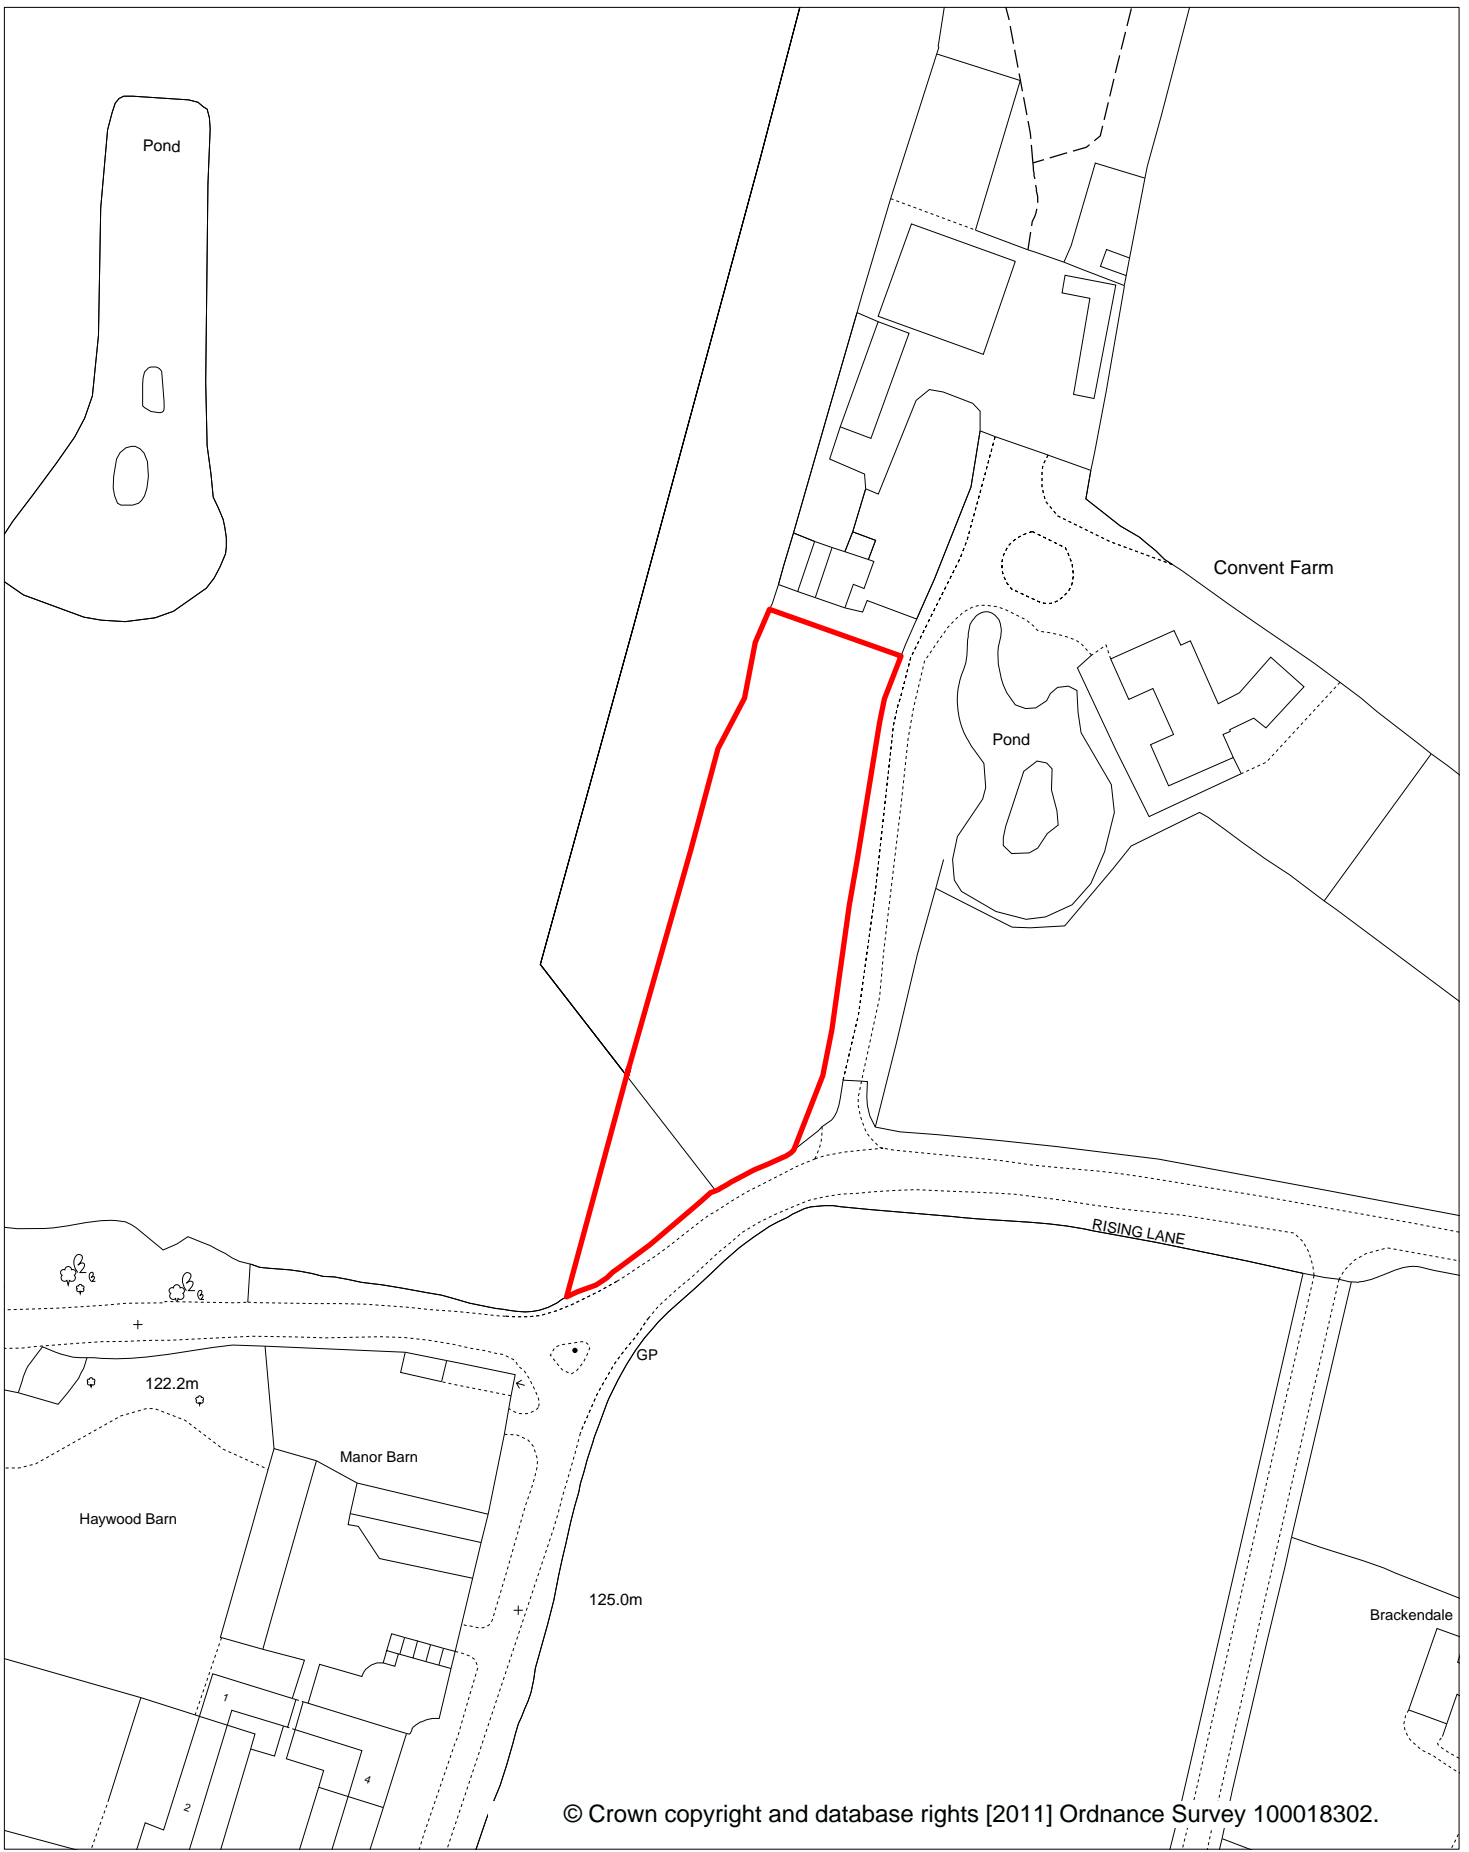 Pond
Convent Farm
Pond
RISING LANE
GP
122.2m
Manor Barn
Haywood Barn
125.0m
Brackendale
1
4
2
© Crown copyright and database rights [2011] Ordnance Survey 100018302.